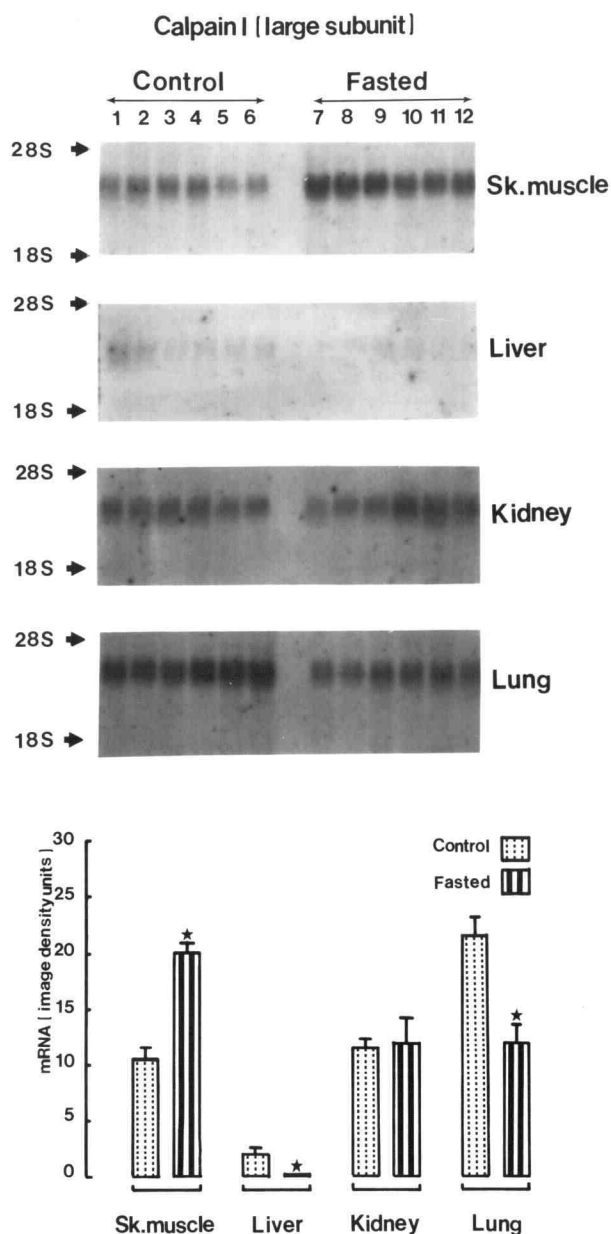 Calpain I [large subunit]
Control Fasted
1 2 3 4 5 6 7 8 9 10 11 12
28S
Sk.muscle
18S
28S
Liver
18S
28S
Kidney
18S
28S
Lung
18S
mRNA [image density units]
30
25
20
15
10
5
0
Control
Fasted
★ ★ ★
Sk.muscle Liver Kidney Lung